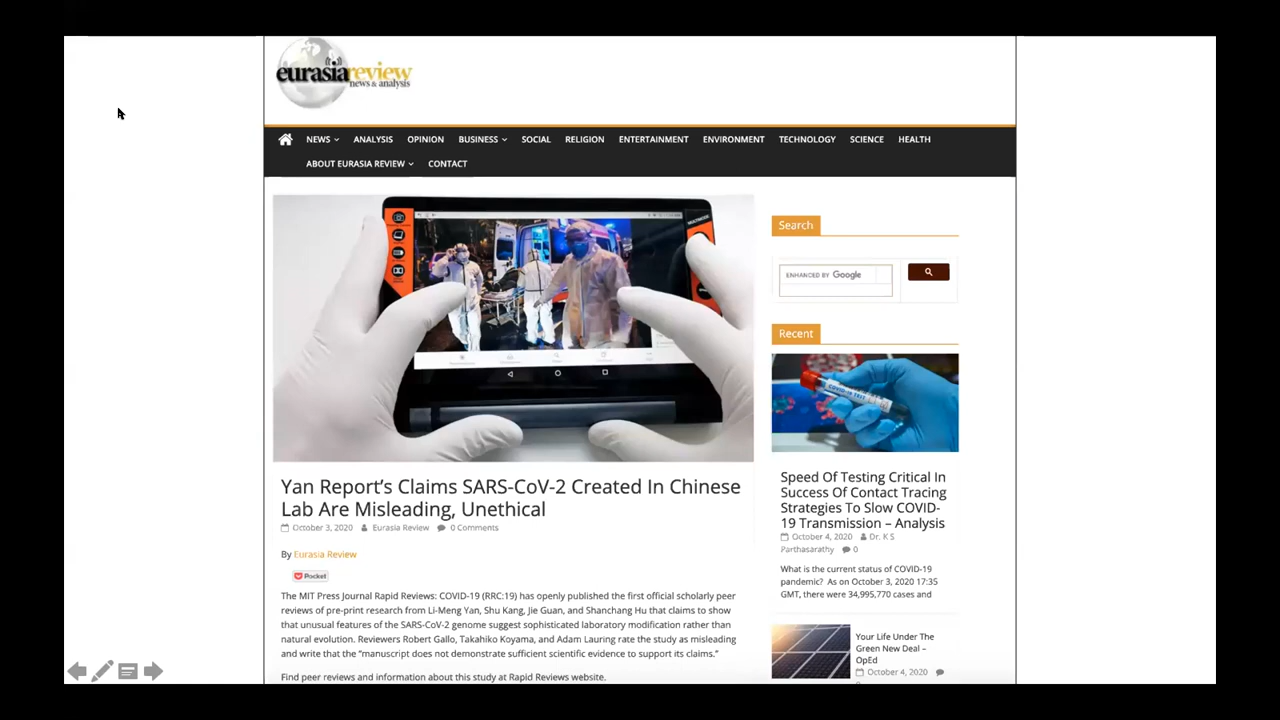 eurasiareview
news & analysis
NEWS ANALYSIS OPINION BUSINESS SOCIAL RELIGION ENTERTAINMENT ENVIRONMENT TECHNOLOGY SCIENCE HEALTH
ABOUT EURASIA REVIEW CONTACT
Yan Report's Claims SARS-CoV-2 Created In Chinese
Lab Are Misleading, Unethical
October 3, 2020 Eurasia Review 0 Comments
By Eurasia Review
Pocket
The MIT Press Journal Rapid Reviews: COVID-19 (RRC:19) has openly published the first official scholarly peer
reviews of pre-print research from Li-Meng Yan, Shu Kang, Jie Guan, and Shanchang Hu that claims to show
that unusual features of the SARS-CoV-2 genome suggest sophisticated laboratory modification rather than
natural evolution. Reviewers Robert Gallo, Takahiko Koyama, and Adam Lauring rate the study as misleading
and write that the “manuscript does not demonstrate sufficient scientific evidence to support its claims.”
Find peer reviews and information about this study at Rapid Reviews website.
Search
ENHANCED BY Google
Recent
COVID-19 TEST
Speed Of Testing Critical In
Success Of Contact Tracing
Strategies To Slow COVID-
19 Transmission – Analysis
October 4, 2020 Dr. K S
Parthasarathy 0
What is the current status of COVID-19
pandemic? As on October 3, 2020 17:35
GMT, there were 34,995,770 cases and
Your Life Under The
Green New Deal –
OpEd
October 4, 2020